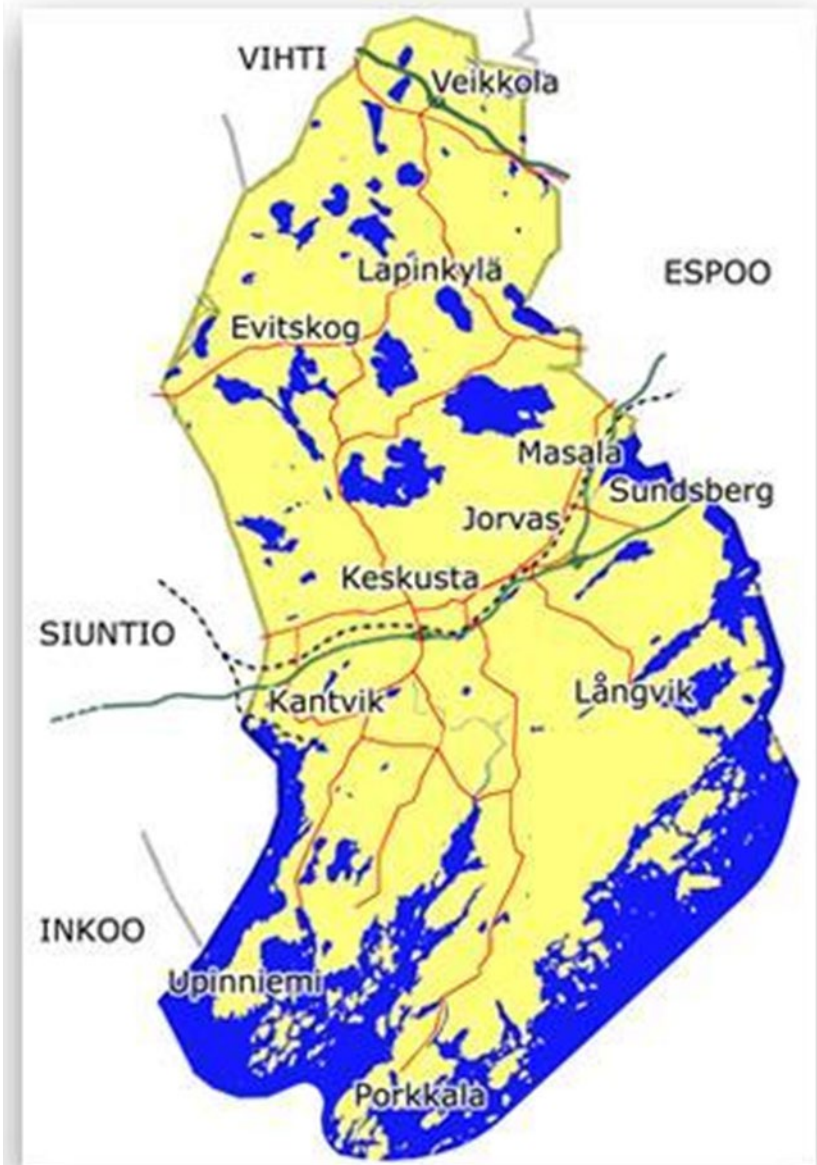 VIHTI
Veikkola
Lapinkylä
ESPOO
Evitskog
Masala
Sundsberg
Jorvas
Keskusta
SIUNTIO
Långvik
Kantvik
INKOO
Upinniemi
Porkkala